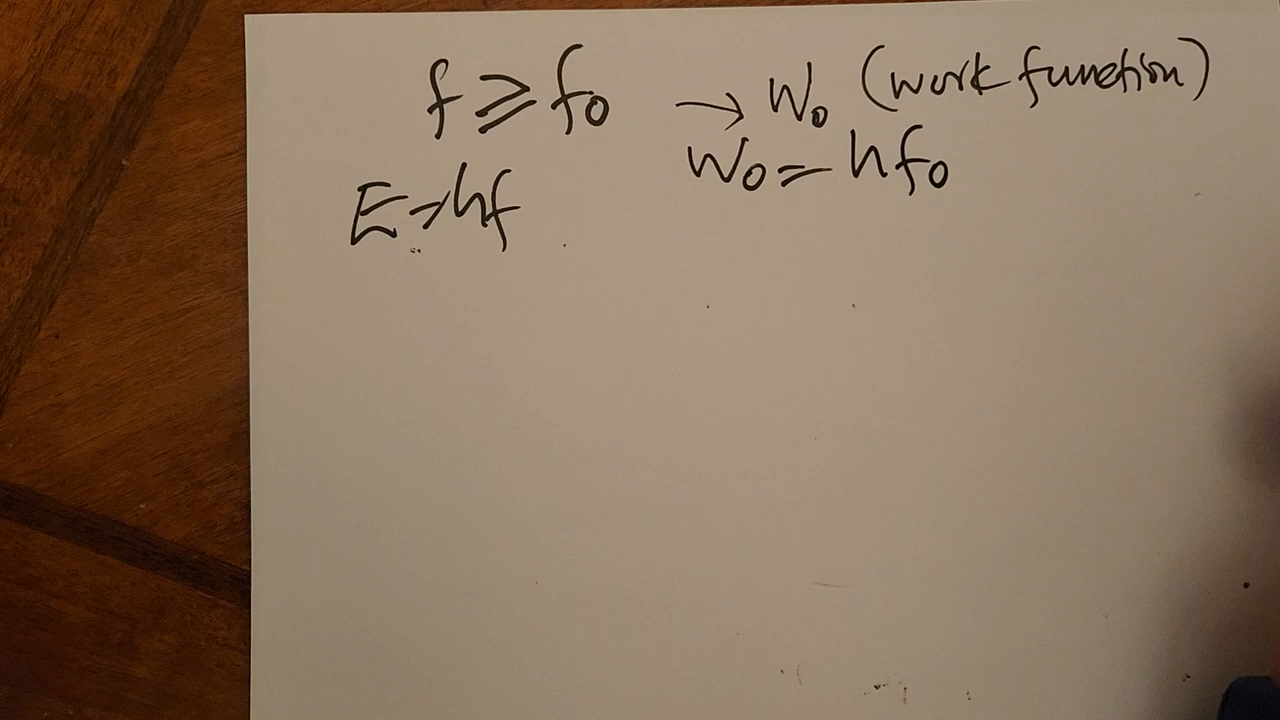 f ≥ f₀ → W₀ (work function)
W₀ = hf₀
E = hf